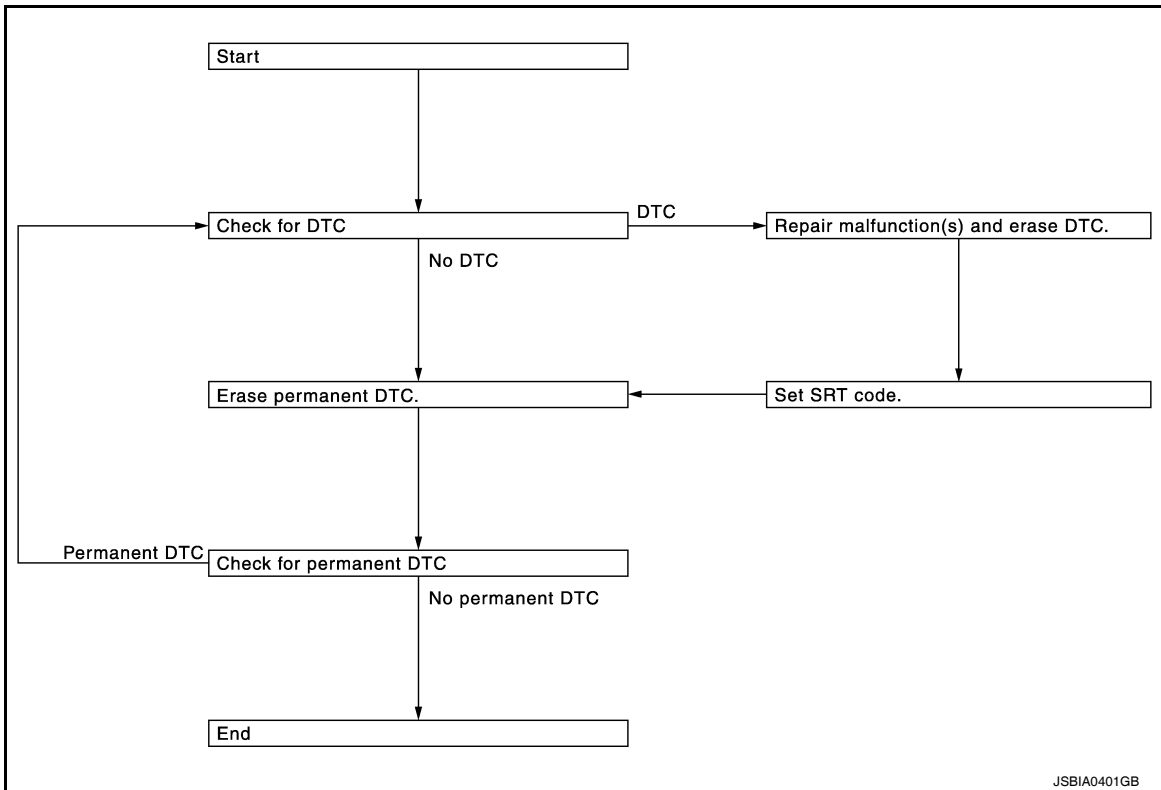 Start
Check for DTC
DTC
Repair malfunction(s) and erase DTC.
No DTC
Erase permanent DTC.
Set SRT code.
Permanent DTC
Check for permanent DTC
No permanent DTC
End
JSBIA0401GB